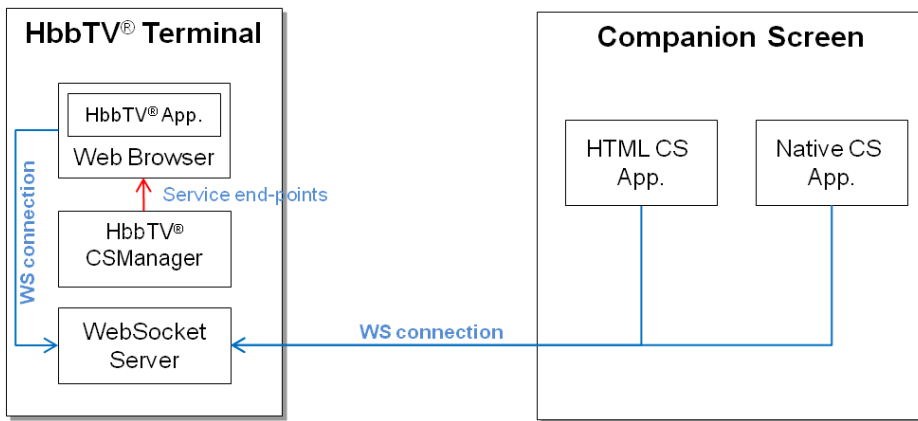 HbbTV® Terminal
HbbTV® App.
Web Browser
Service end-points
HbbTV®
CSManager
WS connection
WebSocket
Server
WS connection
Companion Screen
HTML CS
App.
Native CS
App.